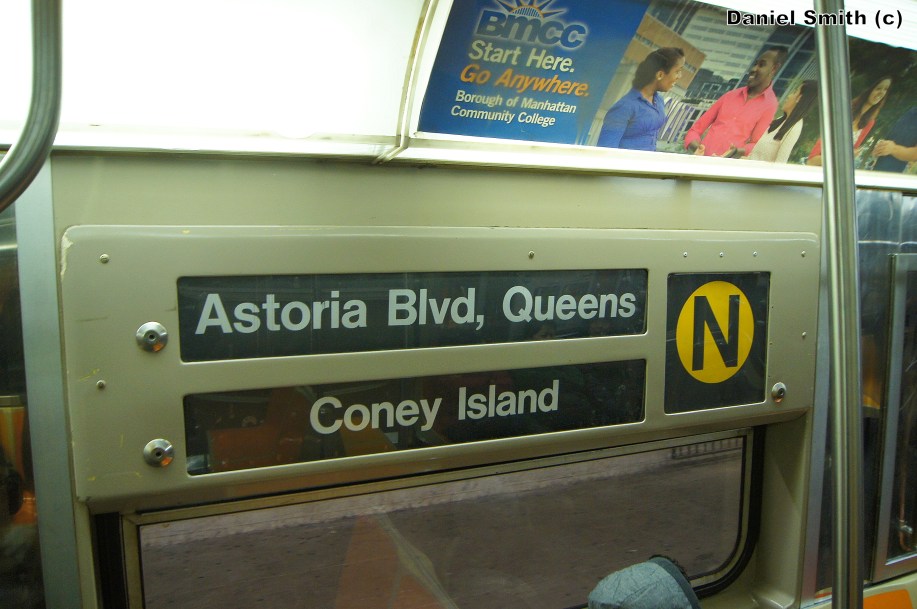 Daniel Smith (c)
BMCC
Start Here.
Go Anywhere.
Borough of Manhattan
Community College
Astoria Blvd, Queens
N
Coney Island